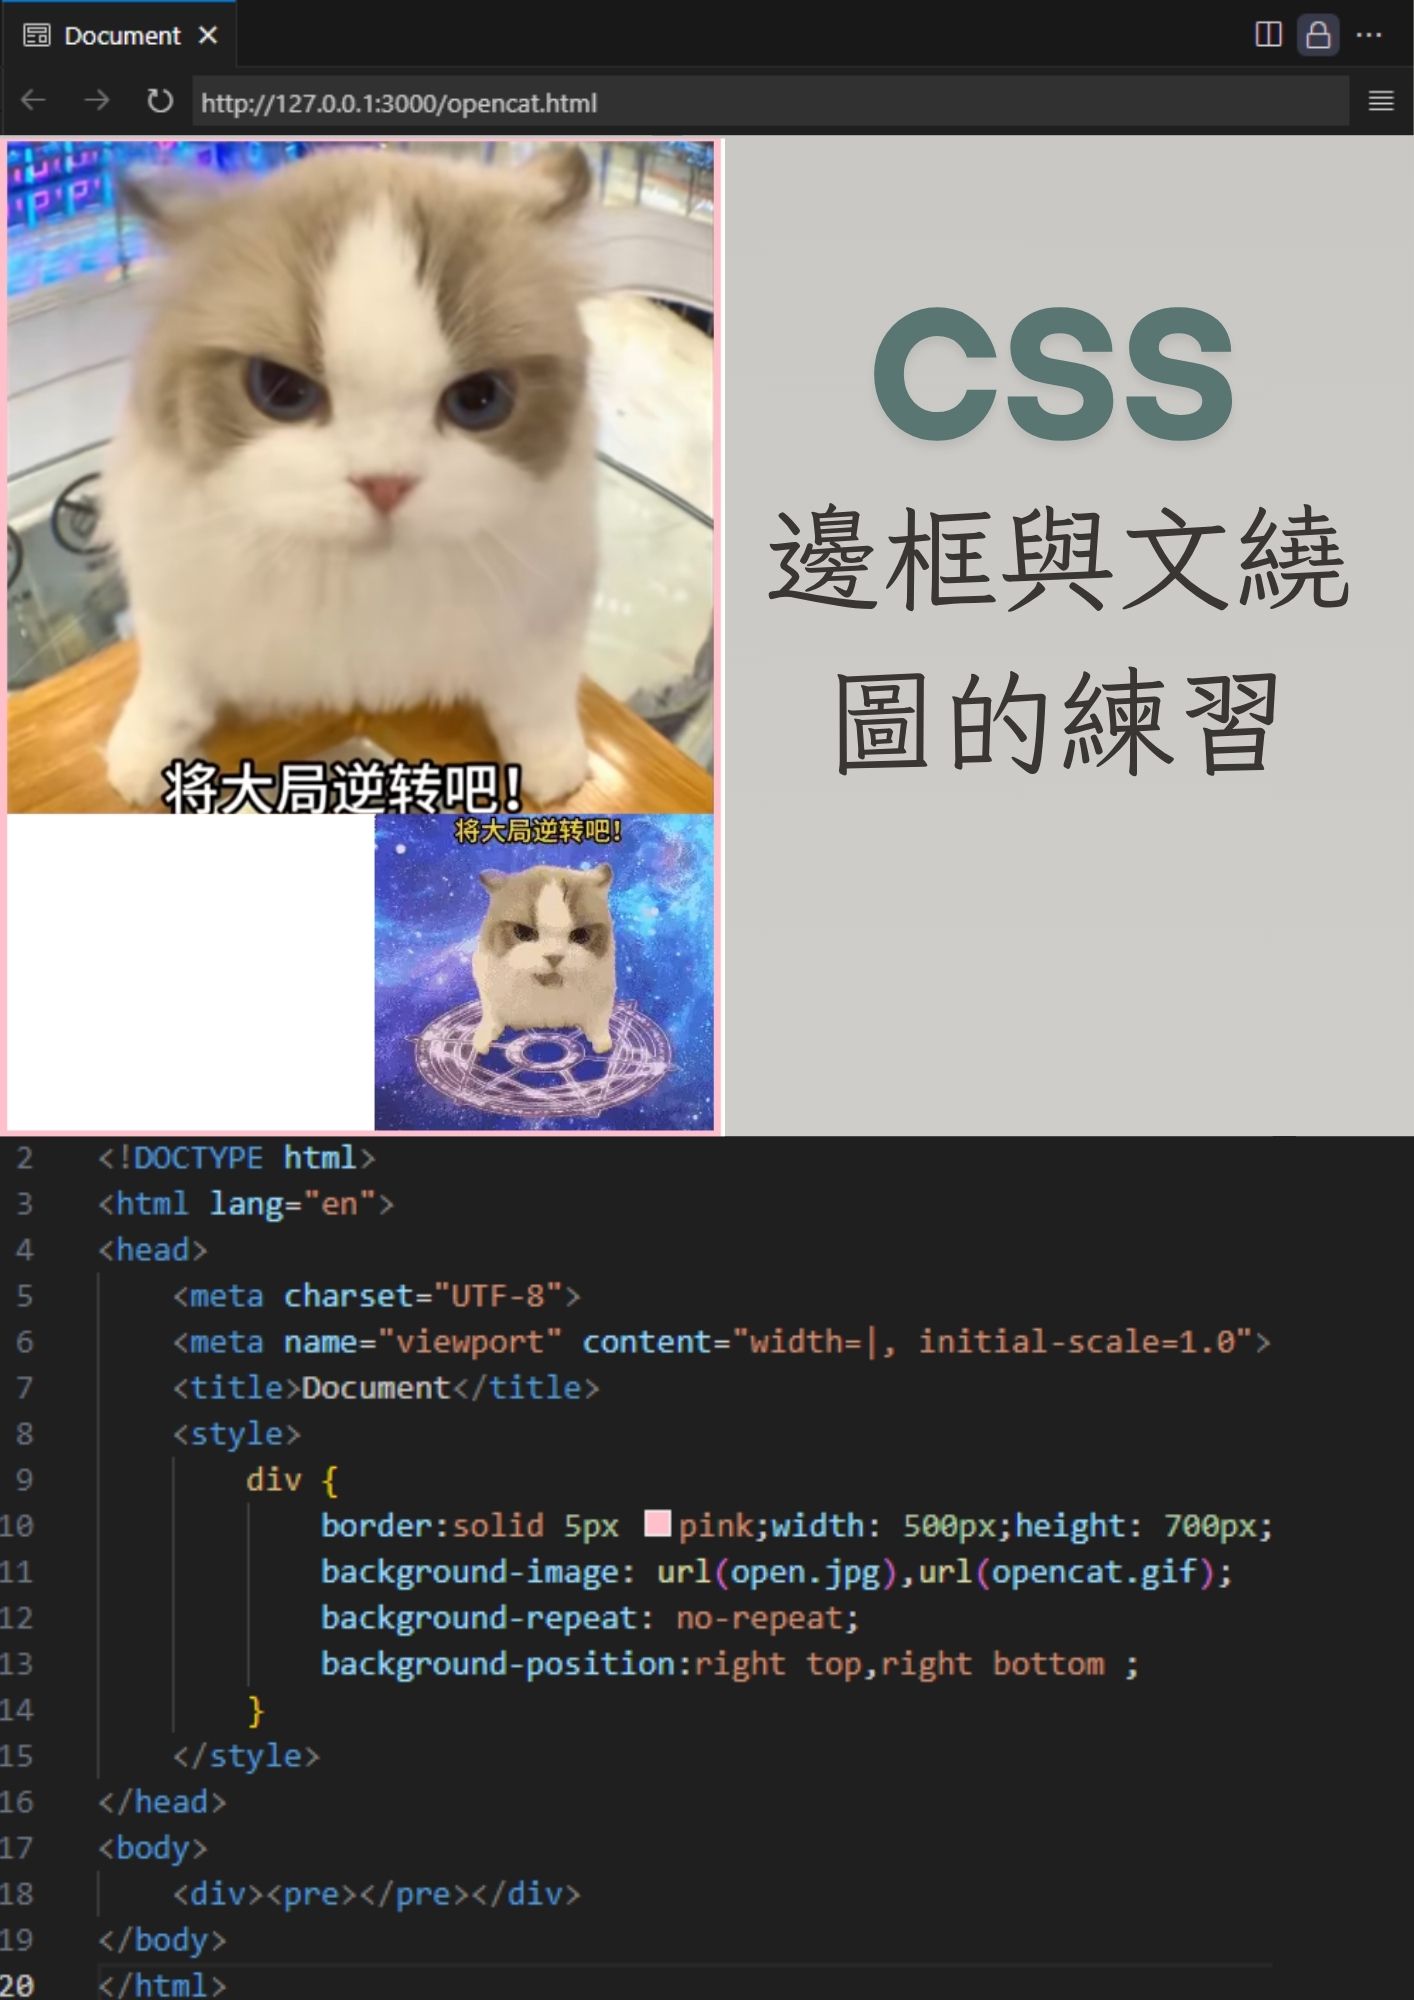 Document
http://127.0.0.1:3000/opencat.html
将大局逆转吧！
将大局逆转吧！
CSS
邊框與文繞
圖的練習
2 <!DOCTYPE html>
3 <html lang="en">
4 <head>
5 <meta charset="UTF-8">
6 <meta name="viewport" content="width=|, initial-scale=1.0">
7 <title>Document</title>
8 <style>
9 div {
10 border:solid 5px pink;width: 500px;height: 700px;
11 background-image: url(open.jpg),url(opencat.gif);
12 background-repeat: no-repeat;
13 background-position:right top,right bottom ;
14 }
15 </style>
16 </head>
17 <body>
18 <div><pre></pre></div>
19 </body>
20 </html>